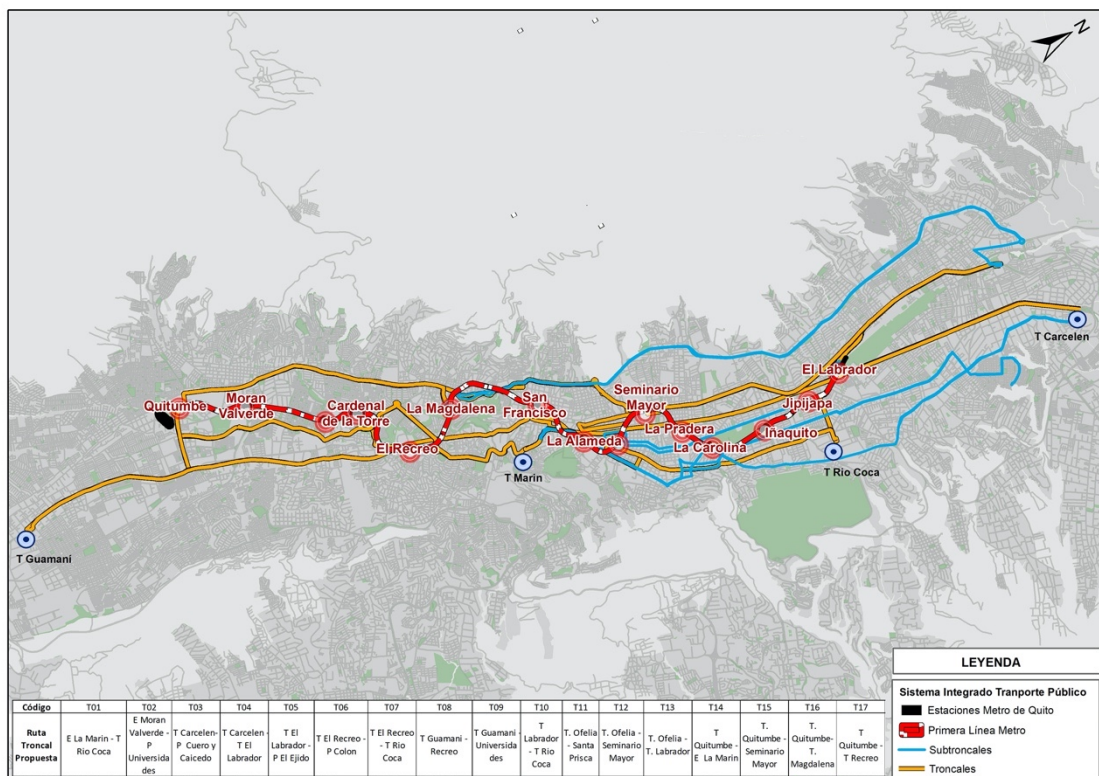 N
El Labrador
T Carcelen
Seminario
Mayor
San
Francisco
Jipijapa
Moran
Valverde
Cardenal
de la Torre
Quitumbe
La Magdalena
La Pradera
Iñaquito
La Alameda
La Carolina
El Recreo
T Marin
T Rio Coca
T Guamaní
LEYENDA
Sistema Integrado Tranporte Público
Estaciones Metro de Quito
Primera Línea Metro
Subtroncales
Troncales
Código T01 T02 T03 T04 T05 T06 T07 T08 T09 T10 T11 T12 T13 T14 T15 T16 T17
Ruta
Troncal
Propuesta
E La Marin - T
Rio Coca
E Moran
Valverde -
P
Universida
des
T Carcelen-
P Cuero y
Caicedo
T Carcelen -
T El
Labrador
T El
Labrador -
P El Ejido
T El Recreo -
P Colon
T El Recreo
- T Rio
Coca
T Guamani -
Recreo
T Guamani -
Universida
des
T
Labrador
- T Rio
Coca
T. Ofelia
- Santa
Prisca
T. Ofelia -
Seminario
Mayor
T. Ofelia -
T. Labrador
T
Quitumbe -
E La Marin
T.
Quitumbe -
Seminario
Mayor
T.
Quitumbe-
T.
Magdalena
T
Quitumbe -
T Recreo